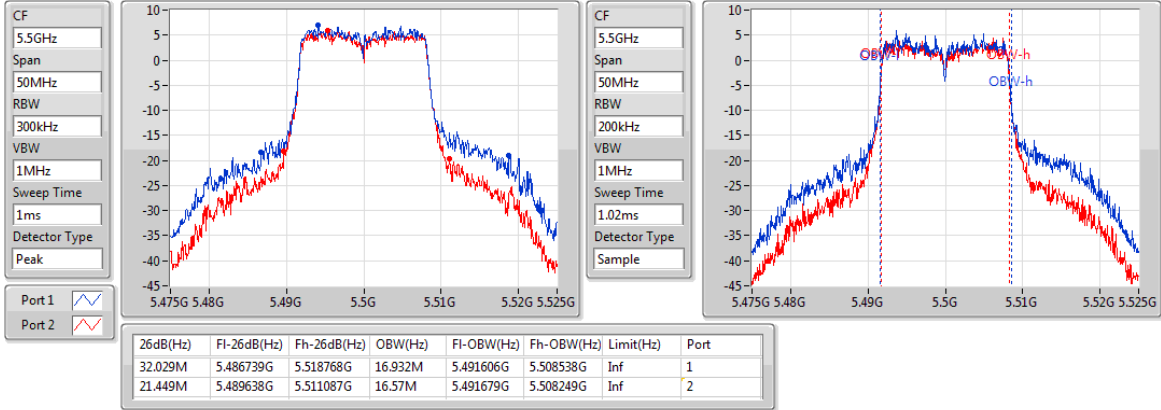 CF
5.5GHz
Span
50MHz
RBW
300kHz
VBW
1MHz
Sweep Time
1ms
Detector Type
Peak
10
5
0
-5
-10
-15
-20
-25
-30
-35
-40
-45
5.475G 5.48G 5.49G 5.5G 5.51G 5.52G 5.525G
Port 1
Port 2
CF
5.5GHz
Span
50MHz
RBW
200kHz
VBW
1MHz
Sweep Time
1.02ms
Detector Type
Sample
10
5
0
-5
-10
-15
-20
-25
-30
-35
-40
-45
OBW-h
OBW-h
5.475G 5.48G 5.49G 5.5G 5.51G 5.52G 5.525G
26dB(Hz) Fl-26dB(Hz) Fh-26dB(Hz) OBW(Hz) Fl-OBW(Hz) Fh-OBW(Hz) Limit(Hz) Port
32.029M 5.486739G 5.518768G 16.932M 5.491606G 5.508538G Inf 1
21.449M 5.489638G 5.511087G 16.57M 5.491679G 5.508249G Inf 2